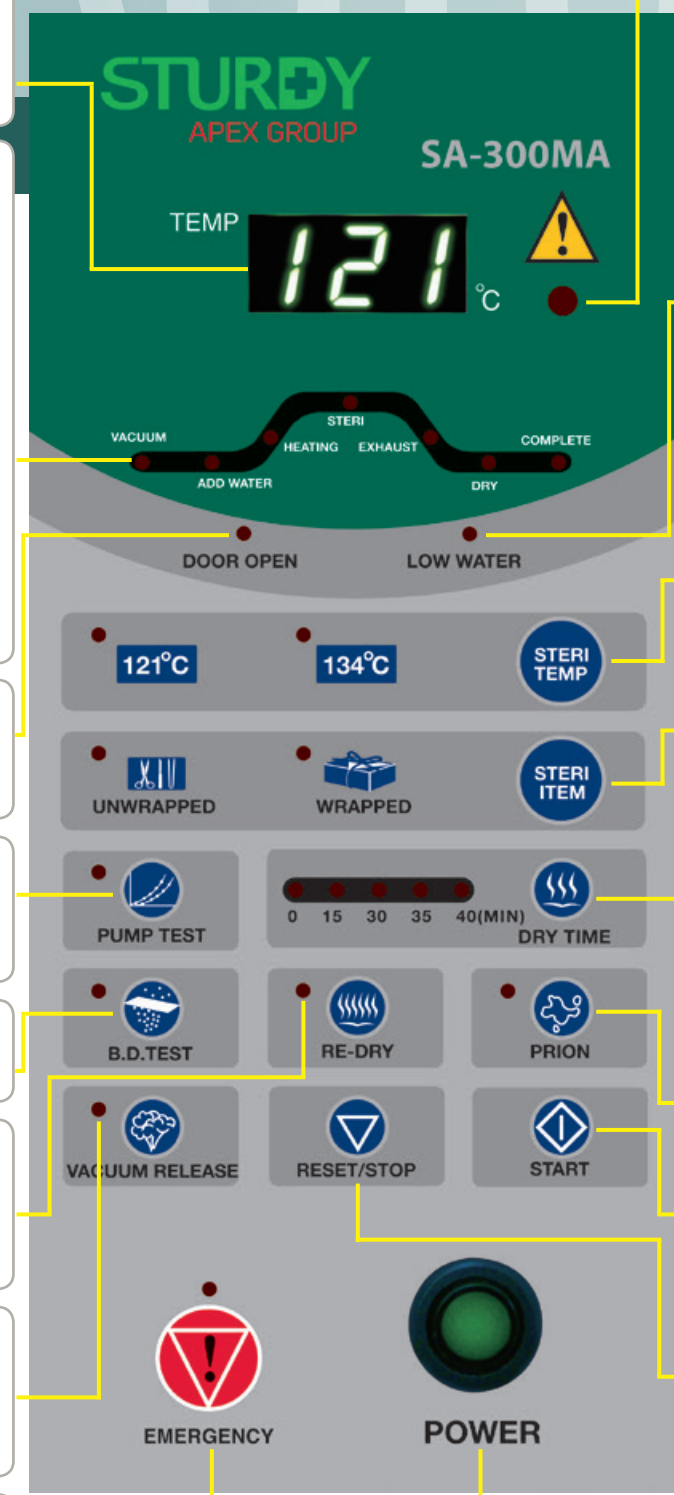 STURDY
APEX GROUP
SA-300MA
TEMP
121
°C
STERI
VACUUM
HEATING EXHAUST
COMPLETE
ADD WATER
DRY
DOOR OPEN LOW WATER
121°C 134°C
STERI
TEMP
STERI
ITEM
UNWRAPPED WRAPPED
0 15 30 35 40(MIN)
PUMP TEST
DRY TIME
B.D.TEST RE-DRY PRION
VACUUM RELEASE RESET/STOP START
EMERGENCY POWER